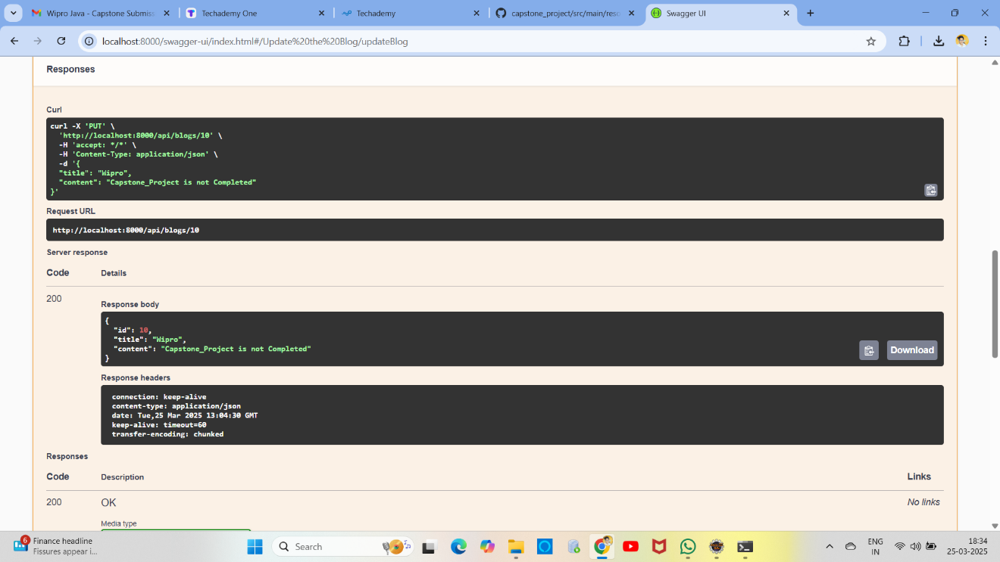 Wipro Java - Capstone Submiss
Techademy One
Techademy
capstone_project/src/main/reso
Swagger UI
localhost:8000/swagger-ui/index.html#/Update%20the%20Blog/updateBlog
Responses
Curl
curl -X 'PUT' \
'http://localhost:8000/api/blogs/10' \
-H 'accept: */*' \
-H 'Content-Type: application/json' \
-d '{
"title": "Wipro",
"content": "Capstone_Project is not Completed"
}'
Request URL
http://localhost:8000/api/blogs/10
Server response
Code Details
200
Response body
{
"id": 10,
"title": "Wipro",
"content": "Capstone_Project is not Completed"
}
Download
Response headers
connection: keep-alive
content-type: application/json
date: Tue,25 Mar 2025 13:04:30 GMT
keep-alive: timeout=60
transfer-encoding: chunked
Responses
Code Description Links
200 OK No links
Media type
6
Finance headline
Fissures appear i...
Search
ENG
IN
18:34
25-03-2025